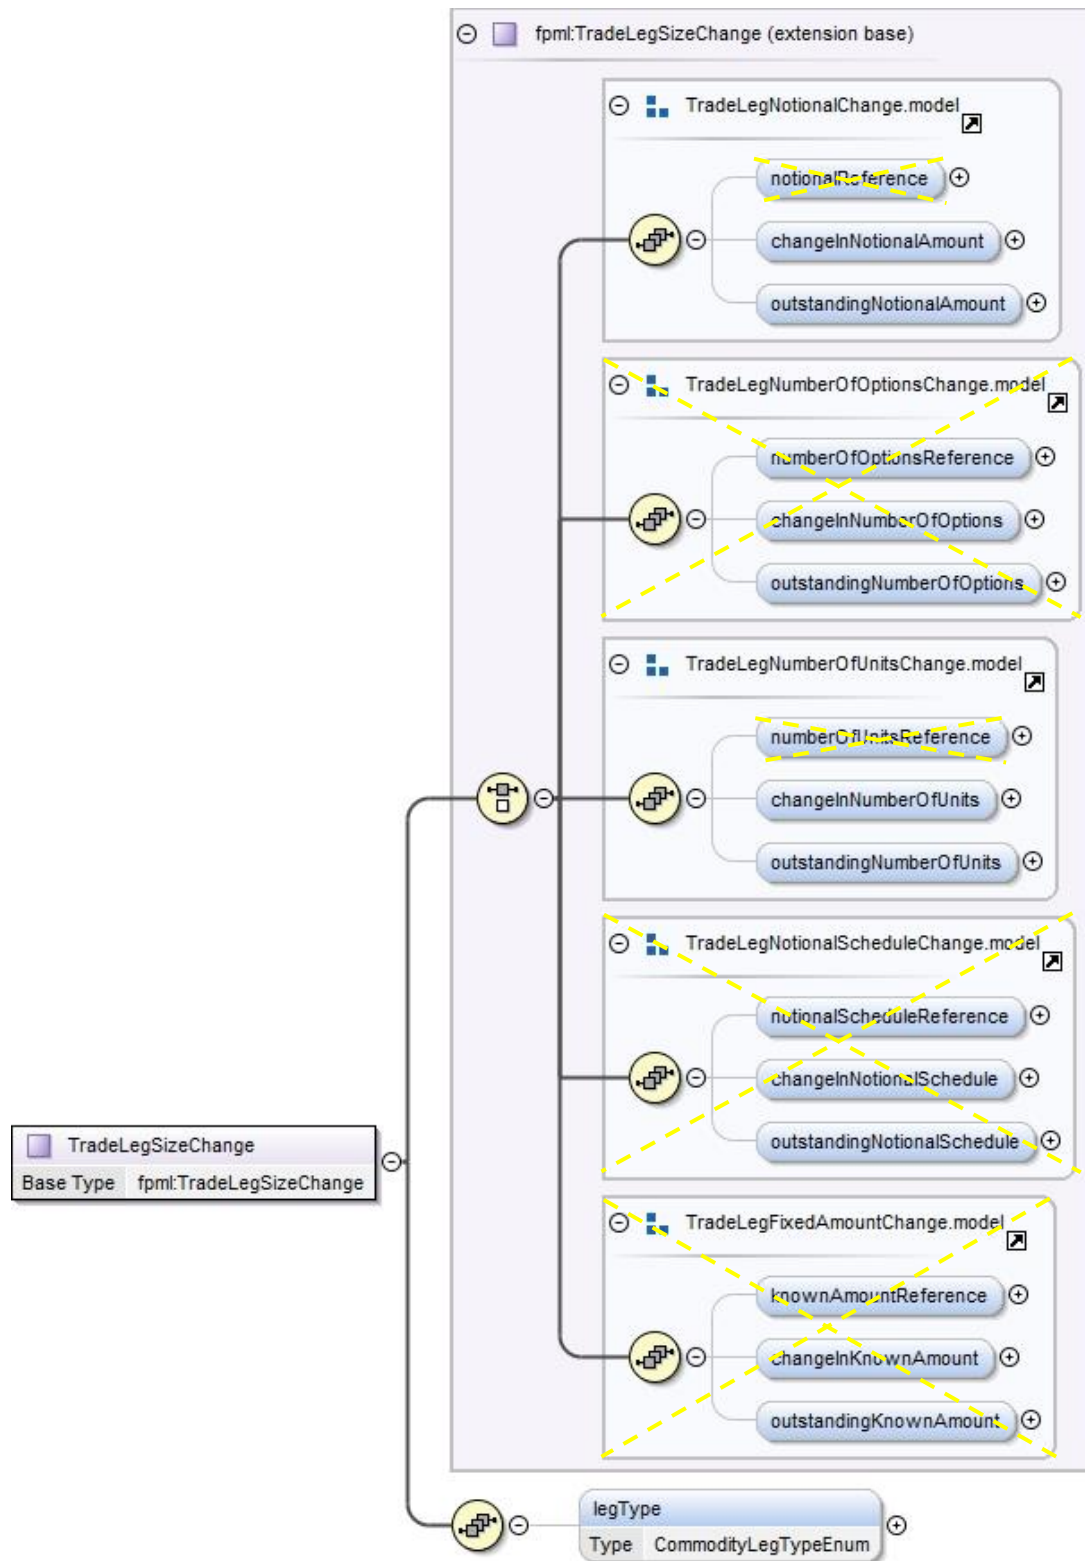 fpml:TradeLegSizeChange (extension base)
TradeLegNotionalChange.model
notionalReference
changeInNotionalAmount
outstandingNotionalAmount
TradeLegNumberOfOptionsChange.model
numberOfOptionsReference
changeInNumberOfOptions
outstandingNumberOfOptions
TradeLegNumberOfUnitsChange.model
numberOfUnitsReference
changeInNumberOfUnits
outstandingNumberOfUnits
TradeLegNotionalScheduleChange.model
notionalScheduleReference
changeInNotionalSchedule
outstandingNotionalSchedule
TradeLegSizeChange
Base Type fpml:TradeLegSizeChange
TradeLegFixedAmountChange.model
knownAmountReference
changeInKnownAmount
outstandingKnownAmount
legType
Type CommodityLegTypeEnum